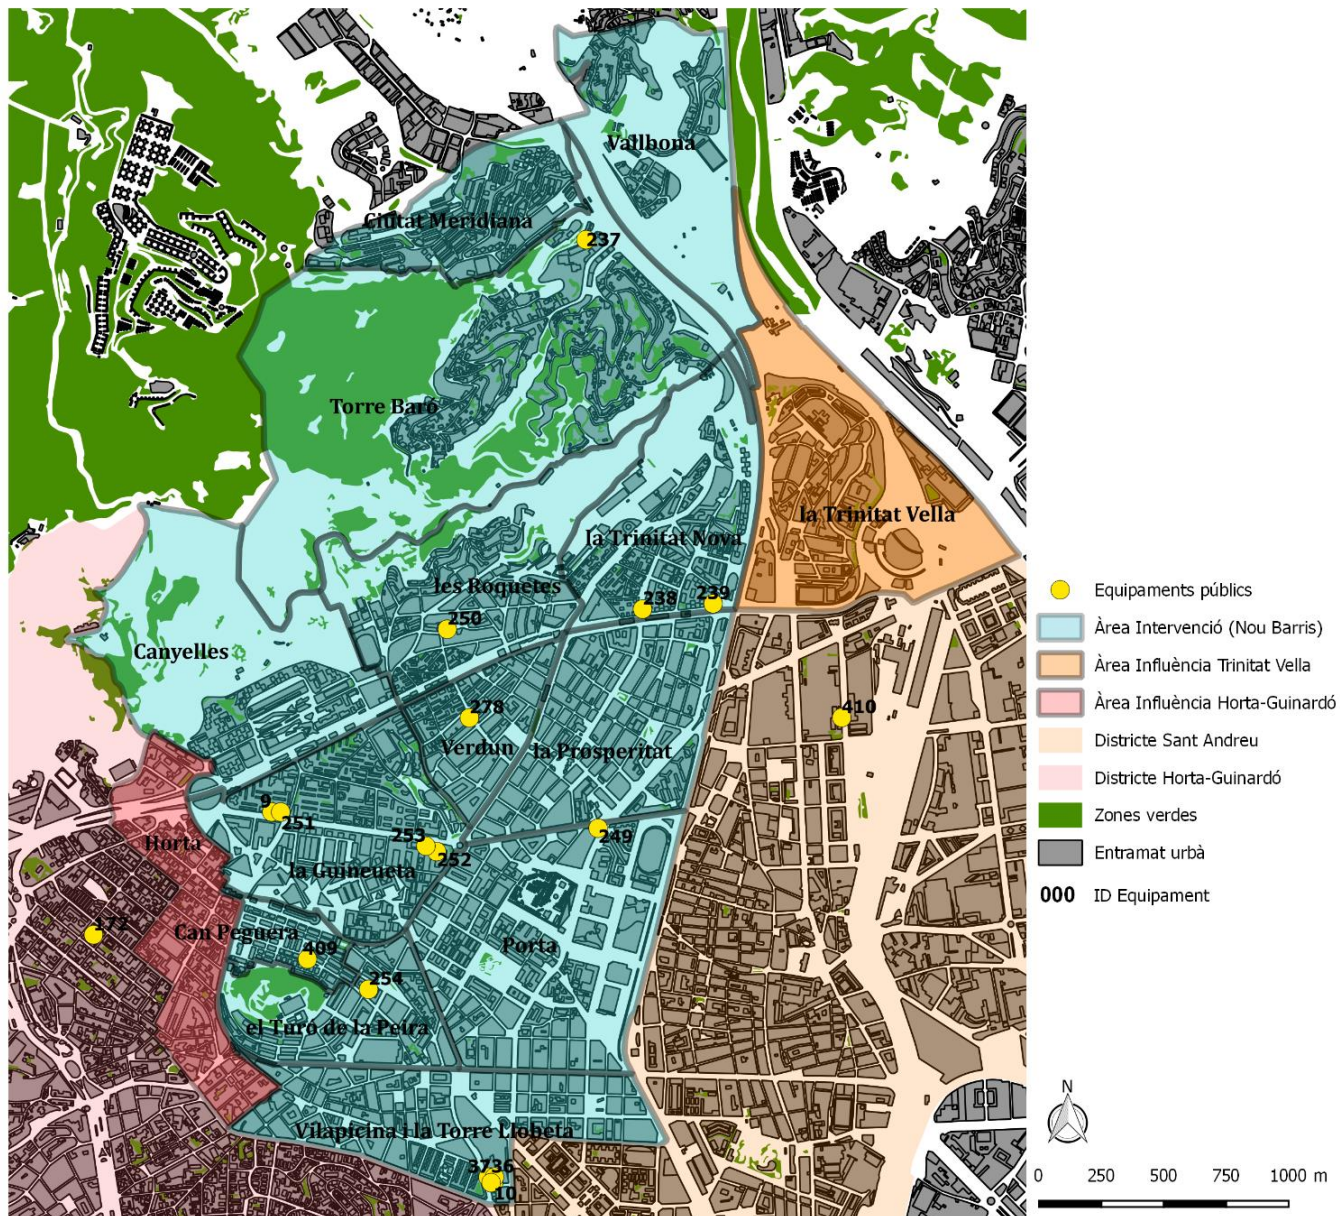 Vallbona
Ciutat Meridiana
237
Torre Baró
la Trinitat Vella
la Trinitat Nova
les Roquetes
238
239
250
Canyelles
278
410
Verdun
la Prosperitat
9
251
253
252
249
Horta
la Guineueta
172
Can Peguera
409
Porta
254
el Turó de la Peira
Vilapicina i la Torre Llobeta
3736
10
Equipaments públics
Àrea Intervenció (Nou Barris)
Àrea Influència Trinitat Vella
Àrea Influència Horta-Guinardó
Districte Sant Andreu
Districte Horta-Guinardó
Zones verdes
Entramat urbà
000 ID Equipament
N
0 250 500 750 1000 m